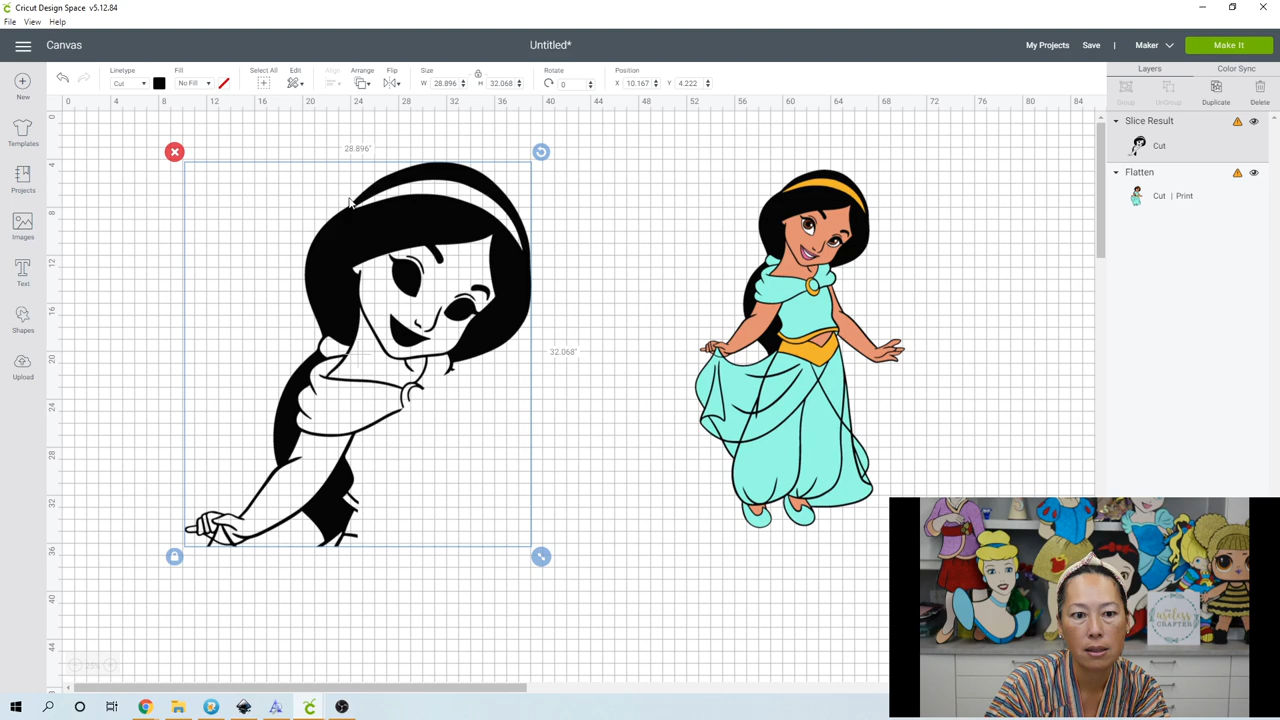 Cricut Design Space v5.12.84
File View Help
Canvas
Untitled*
My Projects Save Maker Make It
Linetype Fill Select All Edit Align Arrange Flip Size Rotate Position
Cut No Fill W 28.896 H 32.068 0 X 10.167 Y 4.222
Layers Color Sync
Group UnGroup Duplicate Delete
0 4 8 12 16 20 24 28 32 36 40 44 48 52 56 60 64 68 72 76 80 84
0
4
8
12
16
20
24
28
32
36
40
44
New
Templates
Projects
Images
Text
Shapes
Upload
28.896"
32.068"
Slice Result
Cut
Flatten
Cut | Print
25%
useless
CRAFTER